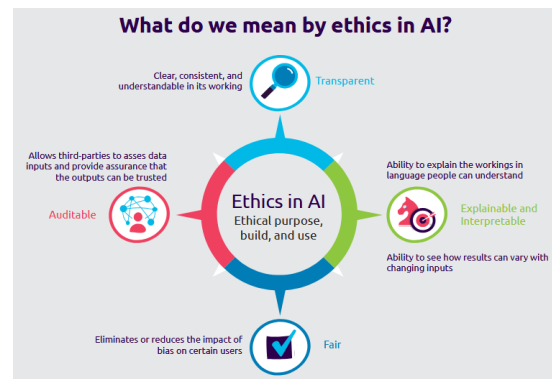 What do we mean by ethics in AI?
Clear, consistent, and
understandable in its working
Transparent
Allows third-parties to asses data
inputs and provide assurance that
the outputs can be trusted
Auditable
Ethics in AI
Ethical purpose,
build, and use
Ability to explain the workings in
language people can understand
Explainable and
Interpretable
Ability to see how results can vary with
changing inputs
Eliminates or reduces the impact of
bias on certain users
Fair